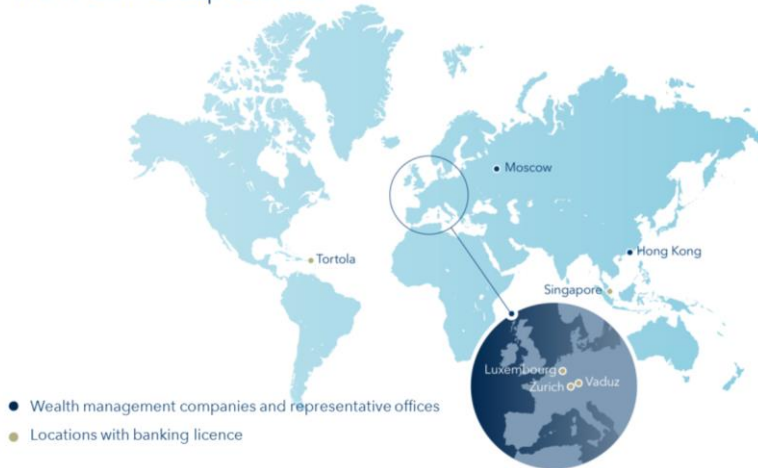 Moscow
Hong Kong
Tortola
Singapore
Luxembourg
Zurich
Vaduz
Wealth management companies and representative offices
Locations with banking licence